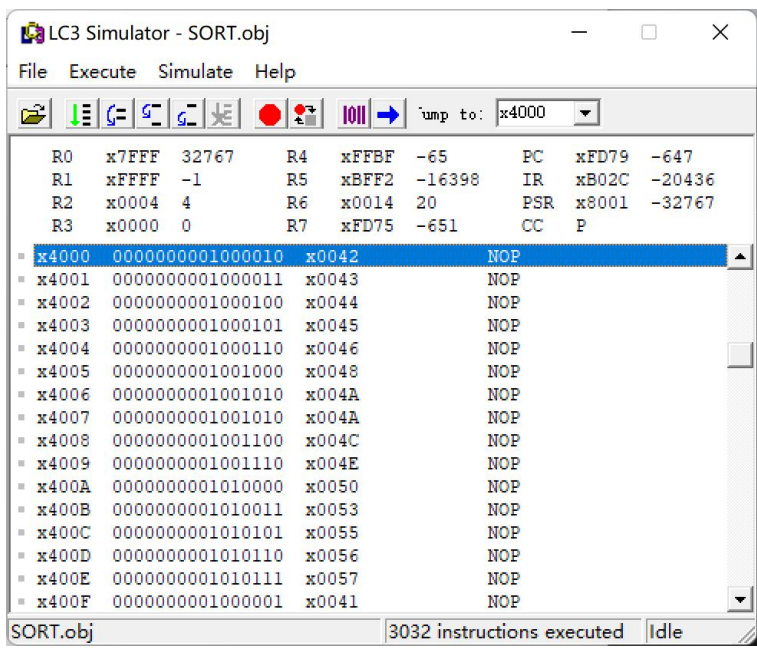 LC3 Simulator - SORT.obj
File Execute Simulate Help
Jump to: x4000
R0 x7FFF 32767 R4 xFFBF -65 PC xFD79 -647
R1 xFFFF -1 R5 xBFF2 -16398 IR xB02C -20436
R2 x0004 4 R6 x0014 20 PSR x8001 -32767
R3 x0000 0 R7 xFD75 -651 CC P
x4000 0000000001000010 x0042 NOP
x4001 0000000001000011 x0043 NOP
x4002 0000000001000100 x0044 NOP
x4003 0000000001000101 x0045 NOP
x4004 0000000001000110 x0046 NOP
x4005 0000000001001000 x0048 NOP
x4006 0000000001001010 x004A NOP
x4007 0000000001001010 x004A NOP
x4008 0000000001001100 x004C NOP
x4009 0000000001001110 x004E NOP
x400A 0000000001010000 x0050 NOP
x400B 0000000001010011 x0053 NOP
x400C 0000000001010101 x0055 NOP
x400D 0000000001010110 x0056 NOP
x400E 0000000001010111 x0057 NOP
x400F 0000000001000001 x0041 NOP
SORT.obj 3032 instructions executed Idle